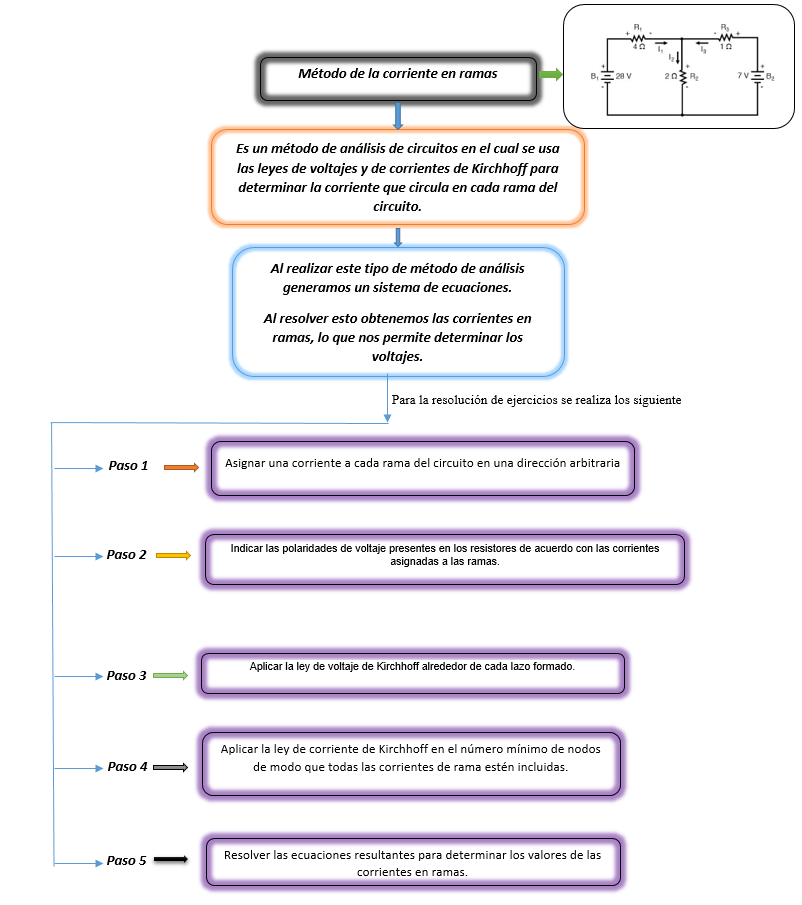 Método de la corriente en ramas
R₁
+ -
4 Ω
I₁
R₃
- +
I₃
1 Ω
I₂
+
B₁
28 V
-
+
2 Ω
R₂
-
+
7 V
B₂
-
Es un método de análisis de circuitos en el cual se usa
las leyes de voltajes y de corrientes de Kirchhoff para
determinar la corriente que circula en cada rama del
circuito.
Al realizar este tipo de método de análisis
generamos un sistema de ecuaciones.
Al resolver esto obtenemos las corrientes en
ramas, lo que nos permite determinar los
voltajes.
Para la resolución de ejercicios se realiza los siguiente
Paso 1
Asignar una corriente a cada rama del circuito en una dirección arbitraria
Paso 2
Indicar las polaridades de voltaje presentes en los resistores de acuerdo con las corrientes
asignadas a las ramas.
Paso 3
Aplicar la ley de voltaje de Kirchhoff alrededor de cada lazo formado.
Paso 4
Aplicar la ley de corriente de Kirchhoff en el número mínimo de nodos
de modo que todas las corrientes de rama estén incluidas.
Paso 5
Resolver las ecuaciones resultantes para determinar los valores de las
corrientes en ramas.